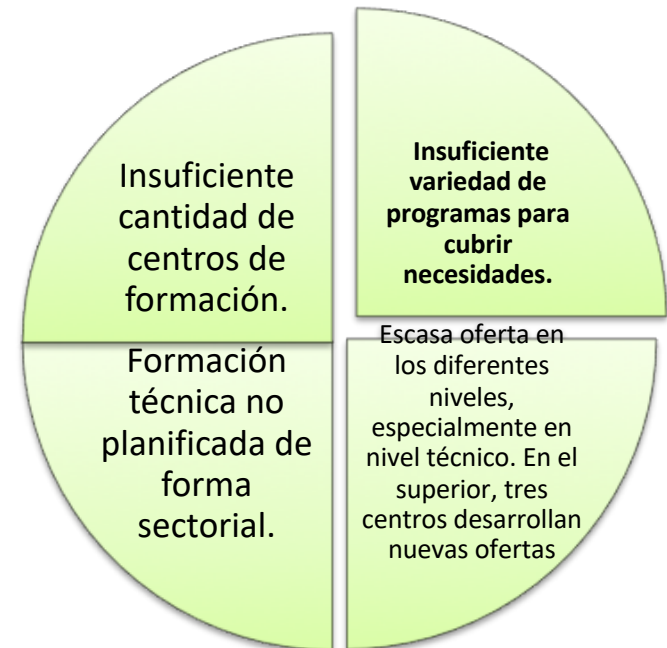 Insuficiente
cantidad de
centros de
formación.
Insuficiente
variedad de
programas para
cubrir
necesidades.
Formación
técnica no
planificada de
forma
sectorial.
Escasa oferta en
los diferentes
niveles,
especialmente en
nivel técnico. En el
superior, tres
centros desarrollan
nuevas ofertas